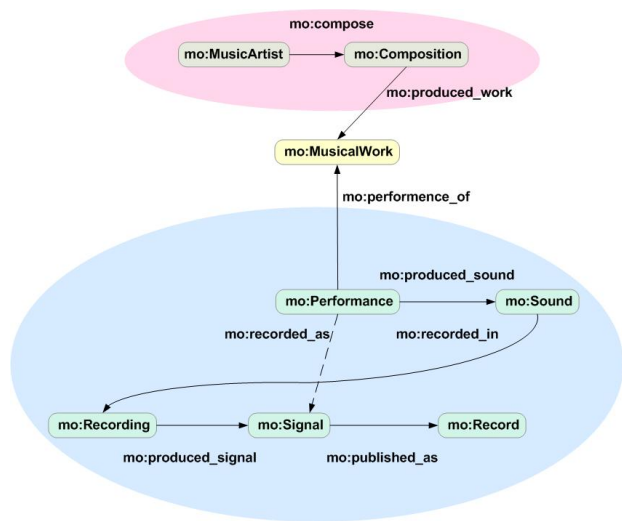 mo:compose
mo:MusicArtist
mo:Composition
mo:produced_work
mo:MusicalWork
mo:performence_of
mo:produced_sound
mo:Performance
mo:Sound
mo:recorded_as
mo:recorded_in
mo:Recording
mo:Signal
mo:Record
mo:produced_signal
mo:published_as